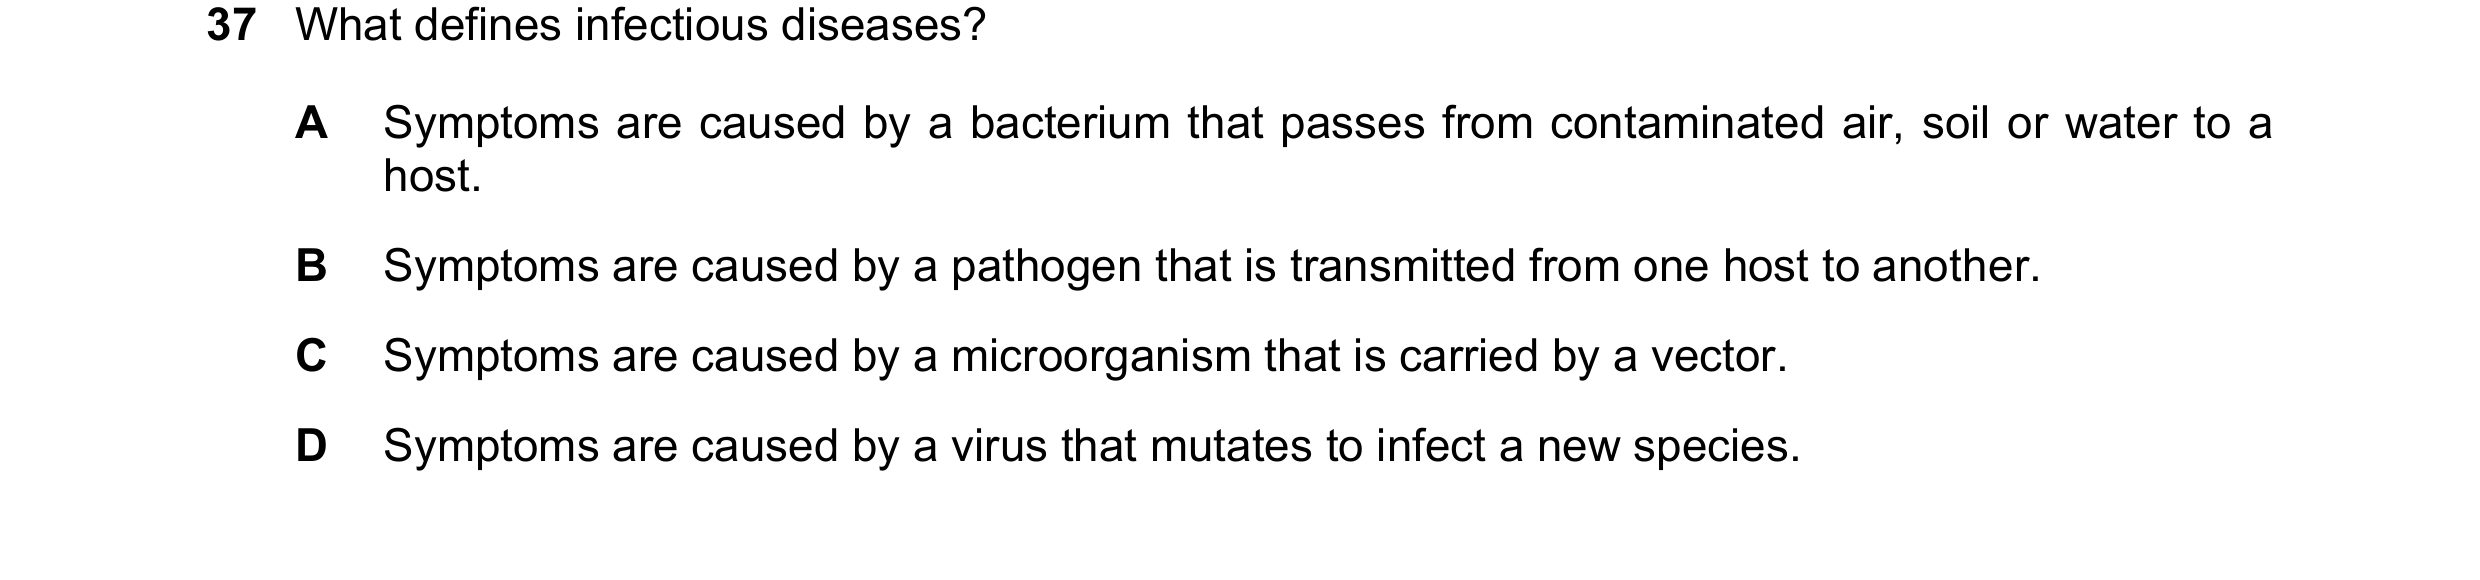 37 What defines infectious diseases?
A Symptoms are caused by a bacterium that passes from contaminated air, soil or water to a
host.
B Symptoms are caused by a pathogen that is transmitted from one host to another.
C Symptoms are caused by a microorganism that is carried by a vector.
D Symptoms are caused by a virus that mutates to infect a new species.